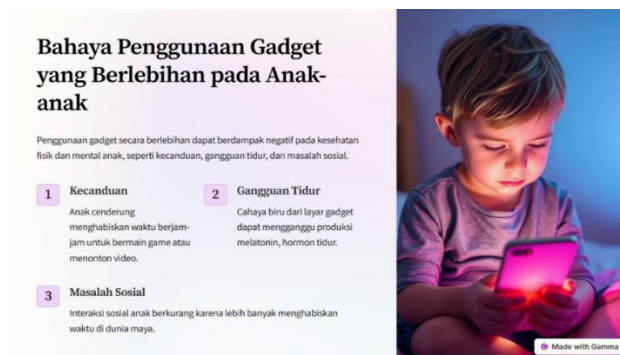 Bahaya Penggunaan Gadget
yang Berlebihan pada Anak-
anak
Penggunaan gadget secara berlebihan dapat berdampak negatif pada kesehatan
fisik dan mental anak, seperti kecanduan, gangguan tidur, dan masalah sosial.
1
Kecanduan
Anak cenderung
menghabiskan waktu berjam-
jam untuk bermain game atau
menonton video.
2
Gangguan Tidur
Cahaya biru dari layar gadget
dapat mengganggu produksi
melatonin, hormon tidur.
3
Masalah Sosial
Interaksi sosial anak berkurang karena lebih banyak menghabiskan
waktu di dunia maya.
Made with Gamma